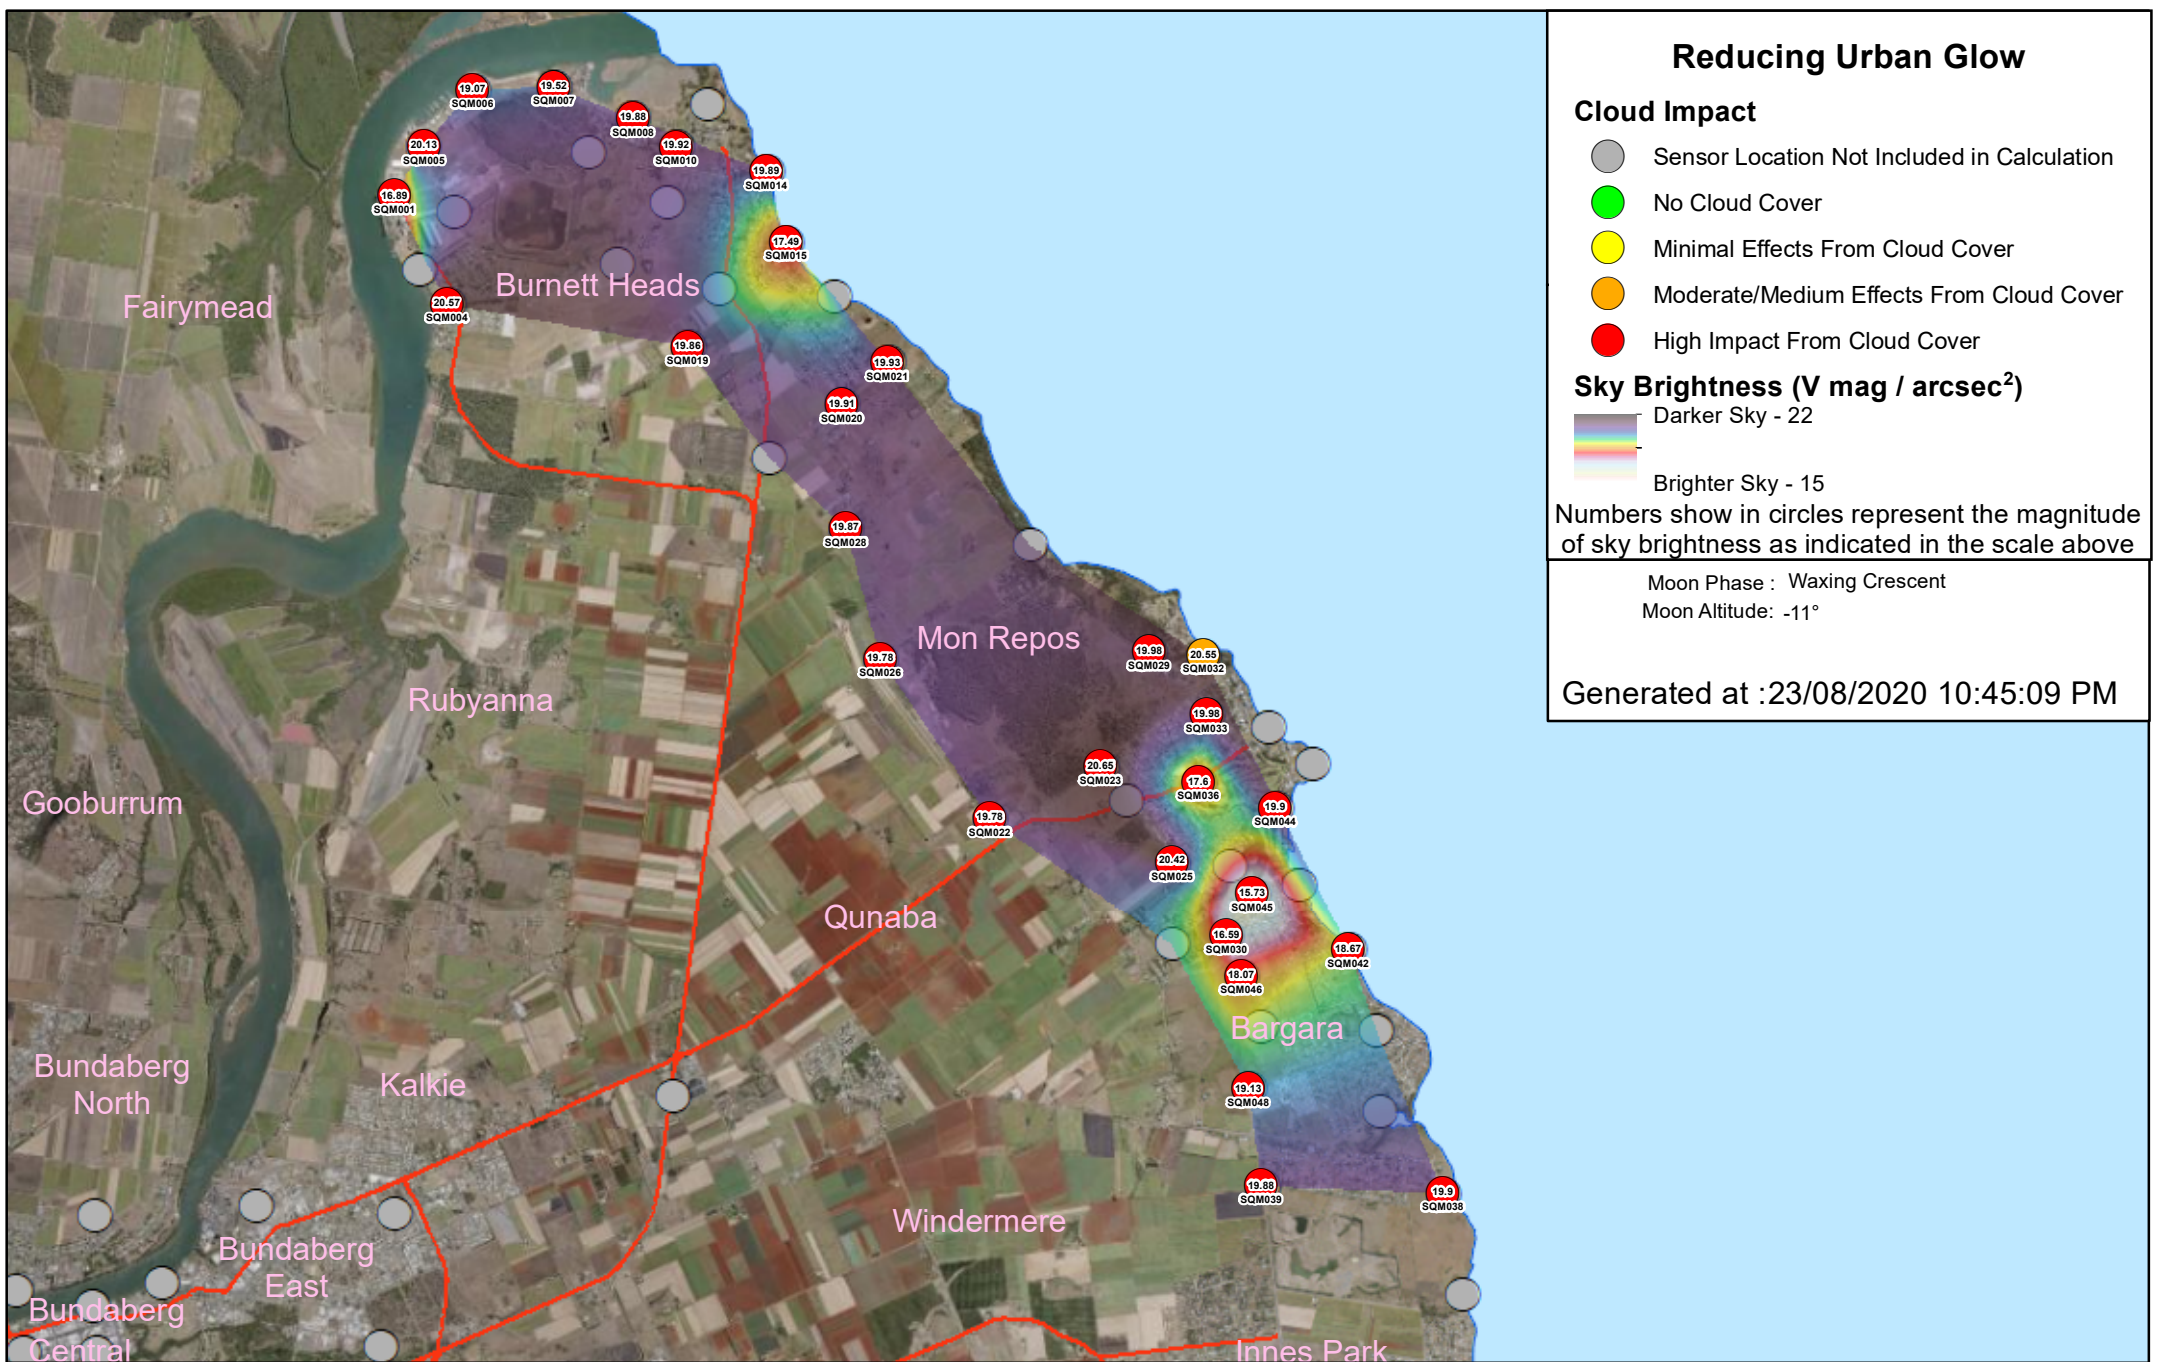 Reducing Urban Glow
Cloud Impact
Sensor Location Not Included in Calculation
No Cloud Cover
Minimal Effects From Cloud Cover
Moderate/Medium Effects From Cloud Cover
High Impact From Cloud Cover
Sky Brightness (V mag / arcsec²)
Darker Sky - 22
Brighter Sky - 15
Numbers show in circles represent the magnitude
of sky brightness as indicated in the scale above
Moon Phase : Waxing Crescent
Moon Altitude: -11°
Generated at :23/08/2020 10:45:09 PM
19.07
SQM006
19.52
SQM007
19.88
SQM008
20.13
SQM005
19.92
SQM010
19.89
SQM014
16.89
SQM001
17.49
SQM015
Burnett Heads
Fairymead
20.57
SQM004
19.86
SQM019
19.93
SQM021
19.91
SQM020
19.87
SQM028
Mon Repos
19.78
SQM026
19.98
SQM029
20.55
SQM032
Rubyanna
19.98
SQM033
20.65
SQM023
17.6
SQM036
Gooburrum
19.9
SQM044
19.78
SQM022
20.42
SQM025
15.73
SQM045
Qunaba
16.59
SQM030
18.67
SQM042
18.07
SQM046
Bargara
Bundaberg
North
Kalkie
19.13
SQM048
19.88
SQM039
19.9
SQM038
Windermere
Bundaberg
East
Bundaberg
Central
Innes Park